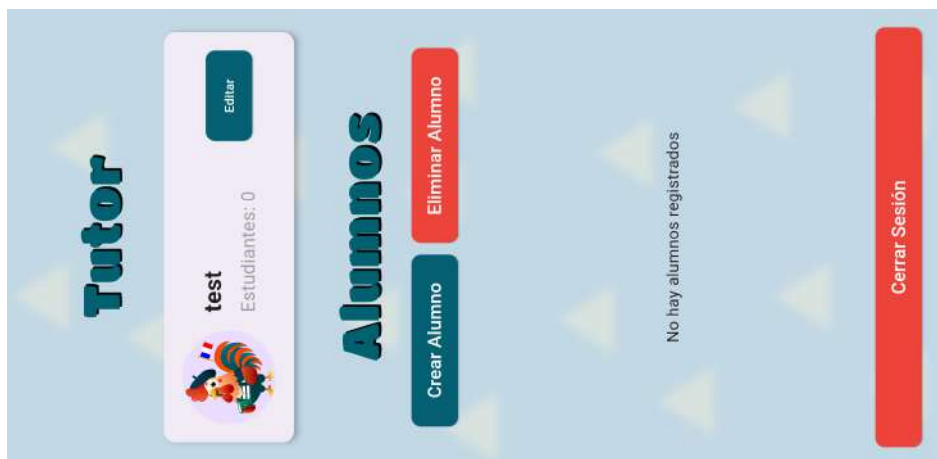 Tutor
test
Estudiantes: 0
Editar
Alumnos
Crear Alumno
Eliminar Alumno
No hay alumnos registrados
Cerrar Sesión